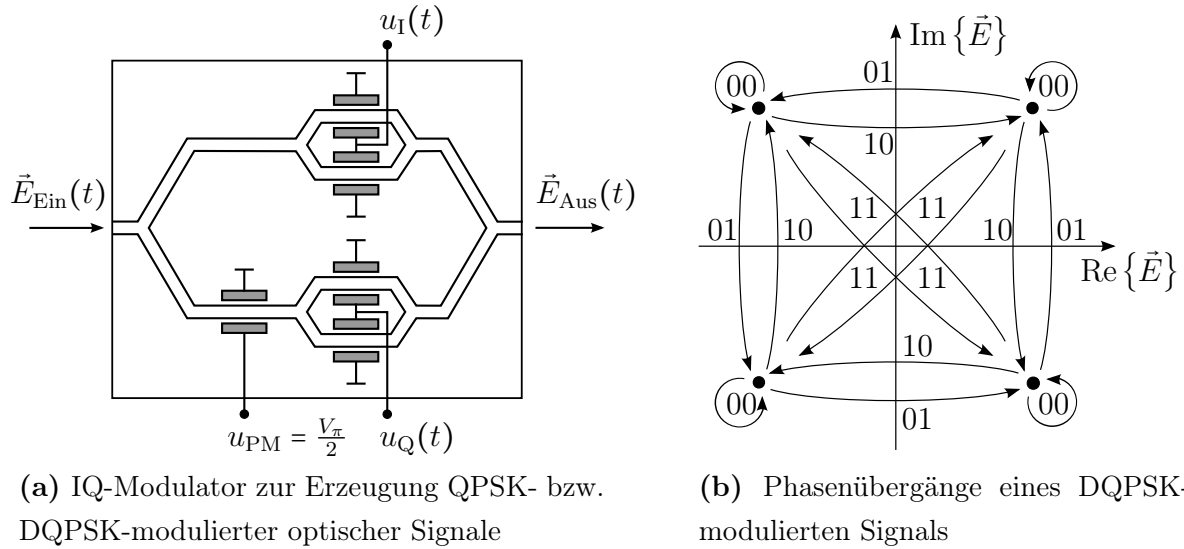 u_I(t)
E⃗_Ein(t)
E⃗_Aus(t)
u_PM = V_π/2 u_Q(t)
(a) IQ-Modulator zur Erzeugung QPSK- bzw.
DQPSK-modulierter optischer Signale
Im {E⃗}
00 01 00
10
01 10 11 11 10 01
Re {E⃗}
11 11
10
00 01 00
(b) Phasenübergänge eines DQPSK-
modulierten Signals